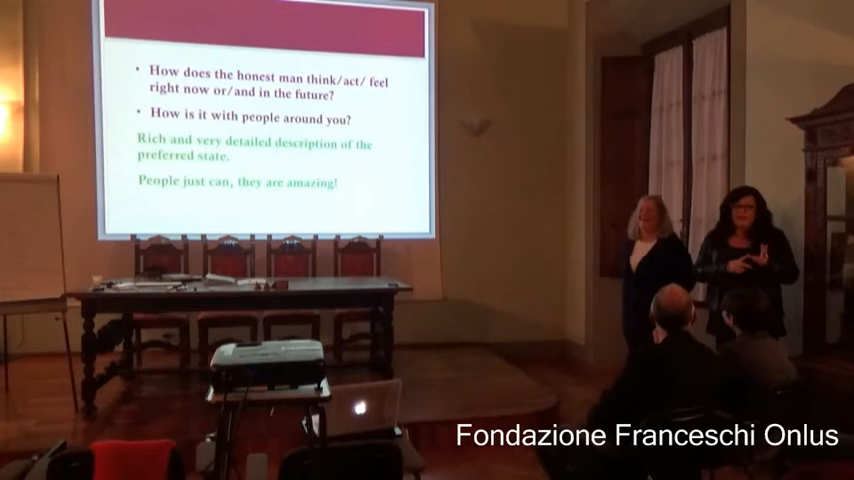 • How does the honest man think/act/ feel
right now or/and in the future?
• How is it with people around you?
Rich and very detailed description of the
preferred state.
People just can, they are amazing!
Fondazione Franceschi Onlus